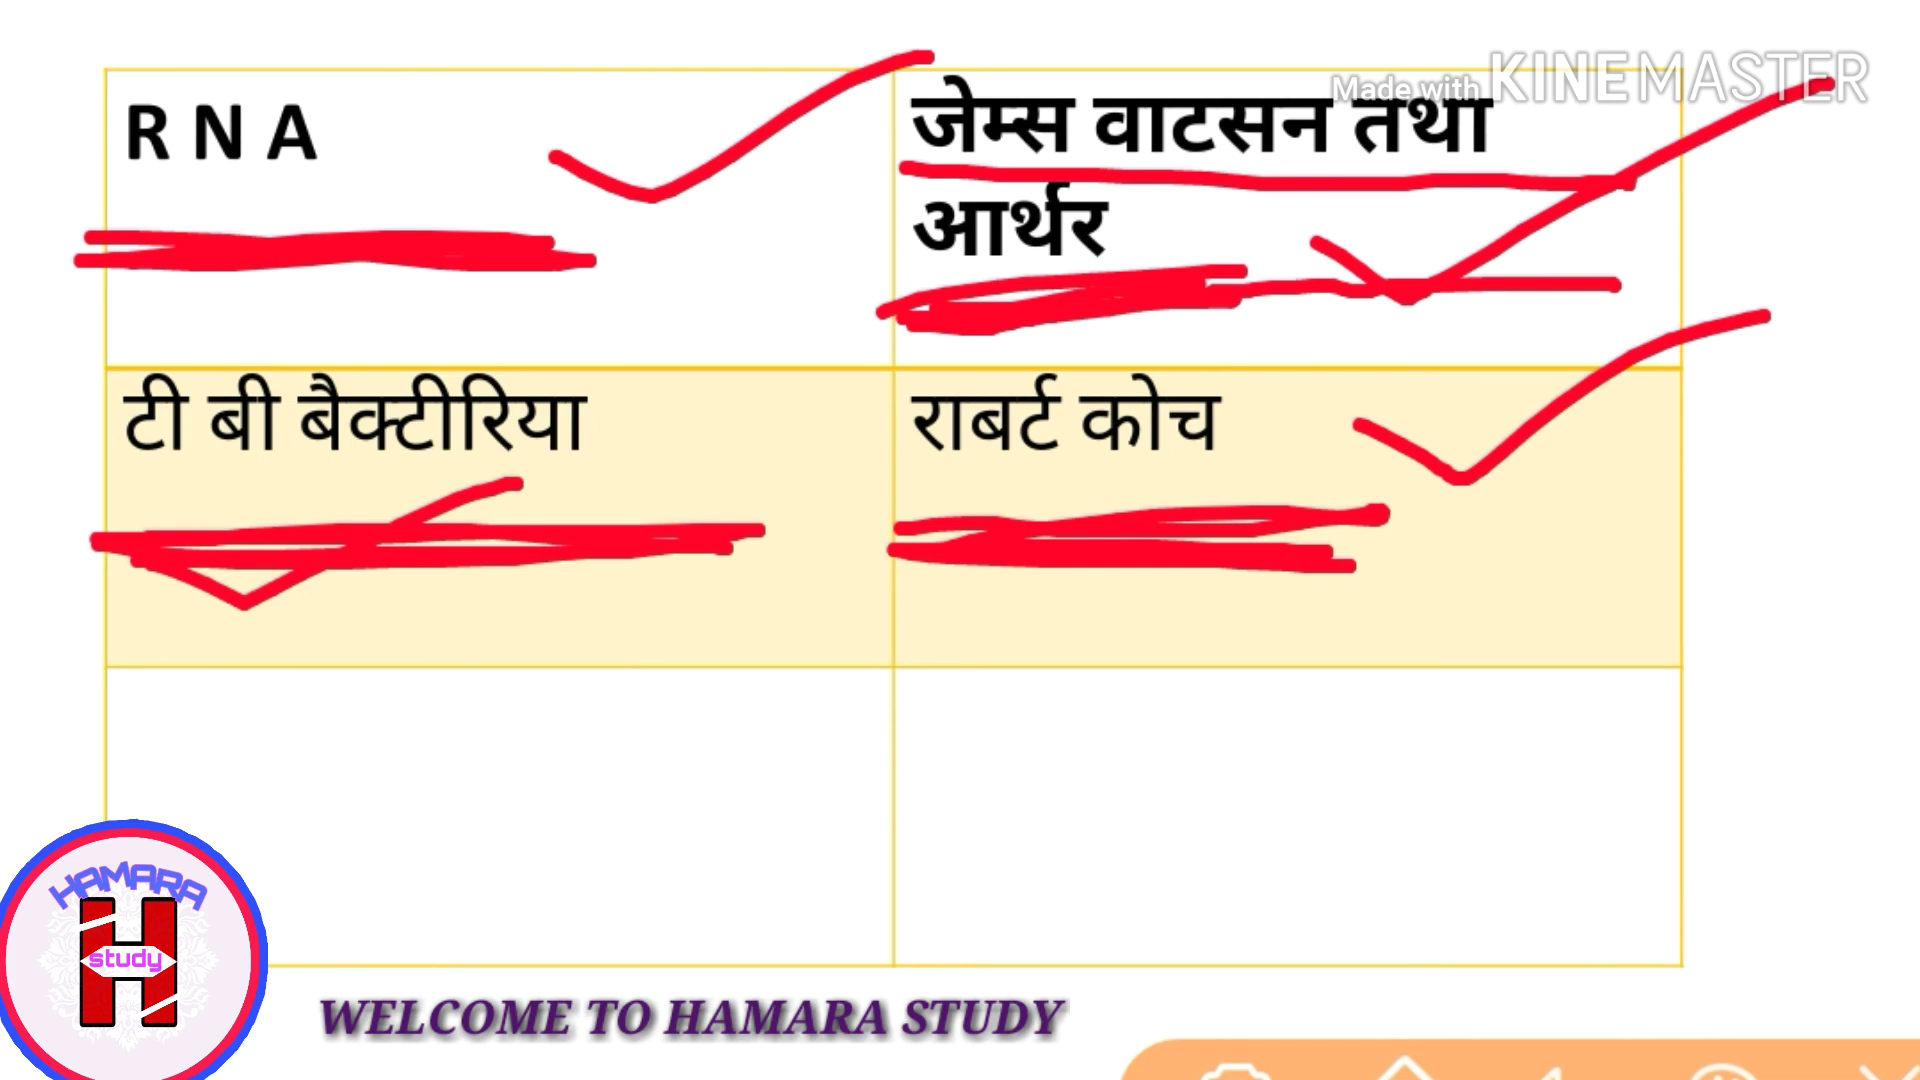 Made with KINEMASTER
R N A
जेम्स वाटसन तथा
आर्थर
टी बी बैक्टीरिया
राबर्ट कोच
HAMARA
H
study
WELCOME TO HAMARA STUDY